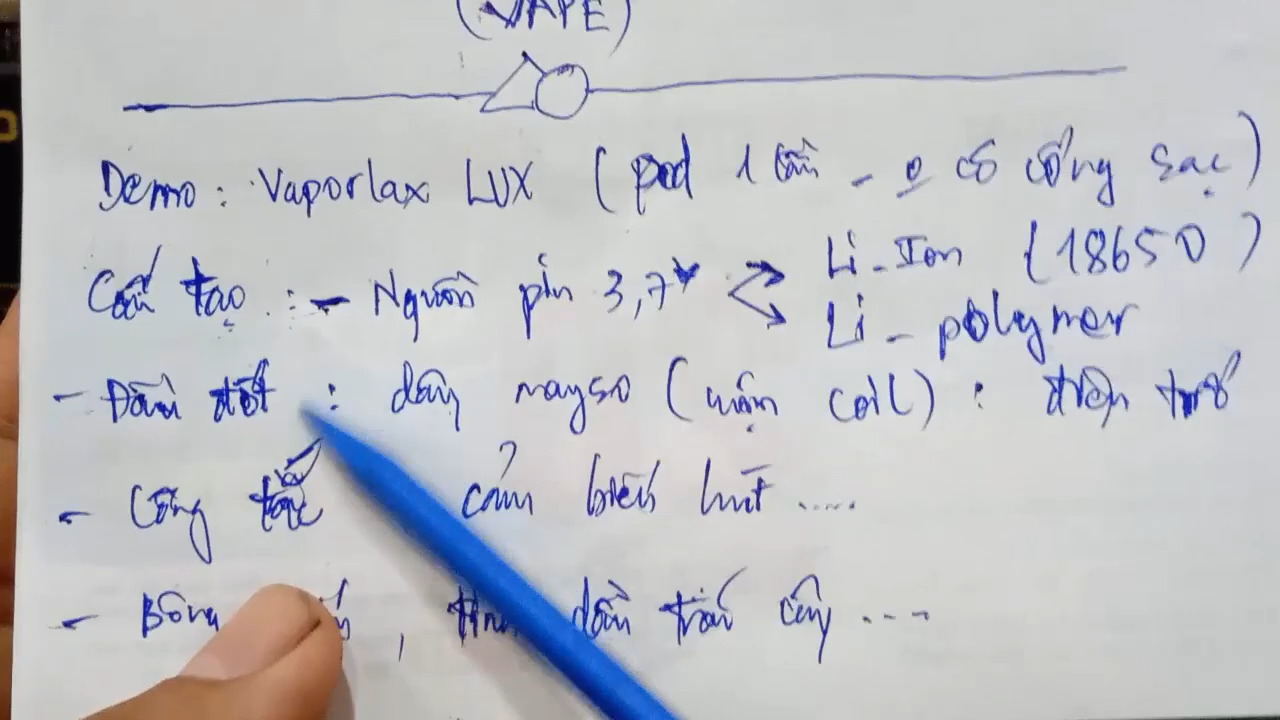 (VAPE)
Demo: Vaporlax LUX (pod 1 lần - o có cổng sạc)
Cấu tạo: - Nguồn pin 3,7v Li-Ion (18650)
Li-polymer
- Đầu đốt: dây mayso (cuộn coil): điện trở
- Công tắc cảm biến hút .....
- Bông, dầu trái cây ...